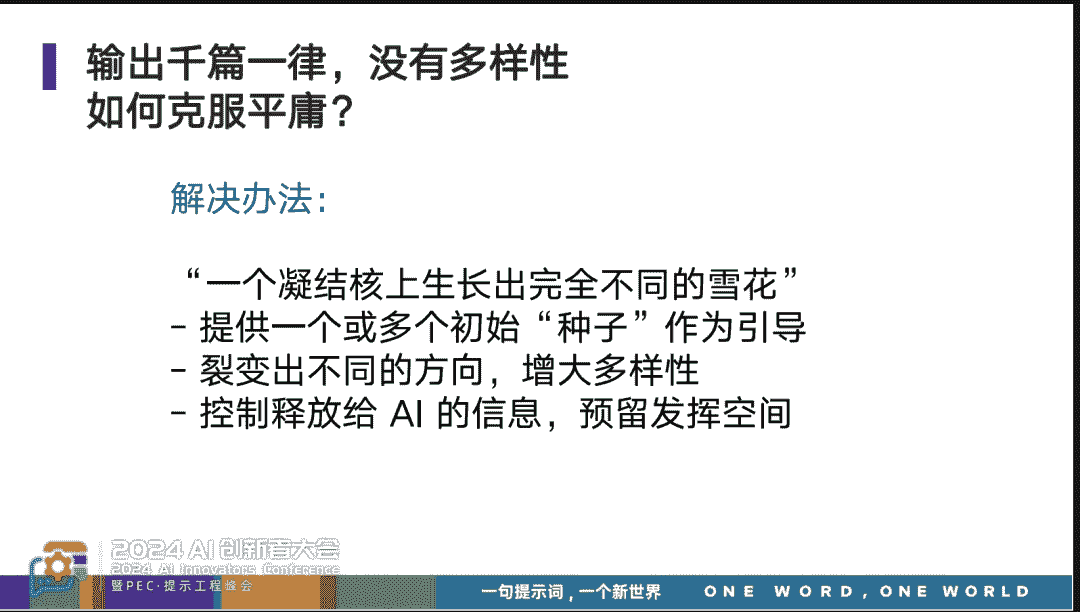 输出千篇一律，没有多样性
如何克服平庸？
解决办法：
“一个凝结核上生长出完全不同的雪花”
- 提供一个或多个初始“种子”作为引导
- 裂变出不同的方向，增大多样性
- 控制释放给 AI 的信息，预留发挥空间
2024 AI 创新者大会
2024 AI Innovators Conference
暨PEC·提示工程峰会
一句提示词，一个新世界
ONE WORD, ONE WORLD